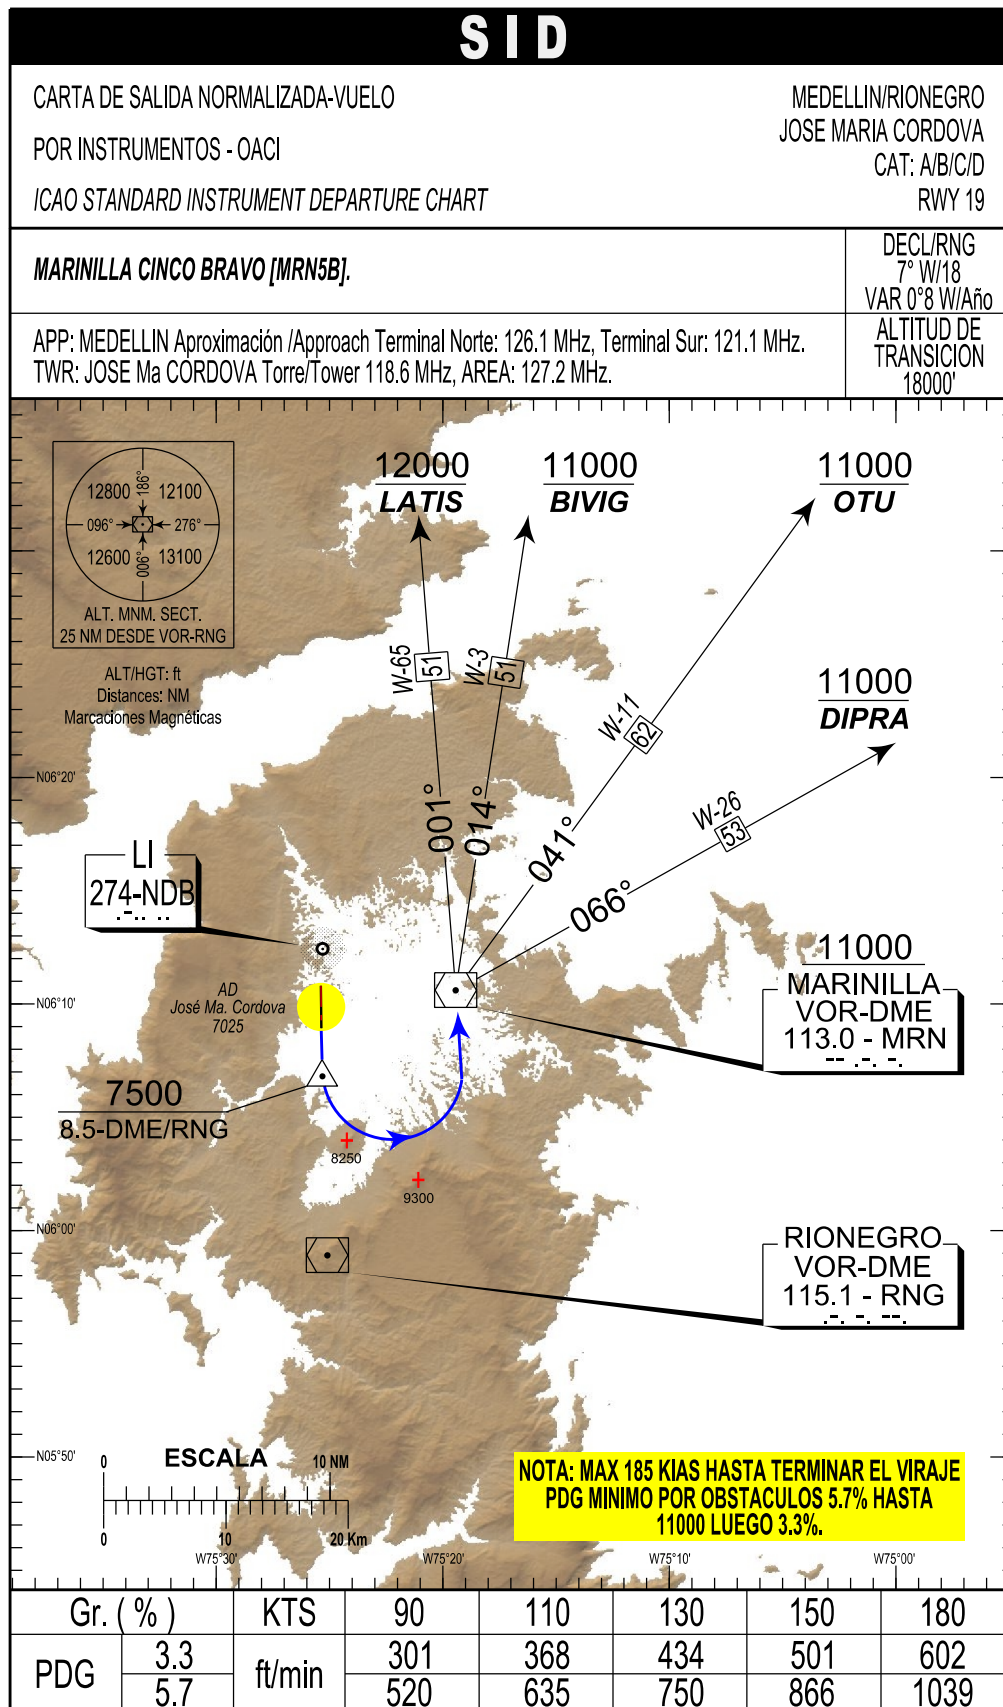 SID
CARTA DE SALIDA NORMALIZADA-VUELO
POR INSTRUMENTOS - OACI
ICAO STANDARD INSTRUMENT DEPARTURE CHART
MEDELLIN/RIONEGRO
JOSE MARIA CORDOVA
CAT: A/B/C/D
RWY 19
MARINILLA CINCO BRAVO [MRN5B].
DECL/RNG
7° W/18
VAR 0°8 W/Año
APP: MEDELLIN Aproximación /Approach Terminal Norte: 126.1 MHz, Terminal Sur: 121.1 MHz.
TWR: JOSE Ma CORDOVA Torre/Tower 118.6 MHz, AREA: 127.2 MHz.
ALTITUD DE
TRANSICION
18000'
12800 186° 12100
096° 276°
12600 006° 13100
ALT. MNM. SECT.
25 NM DESDE VOR-RNG
ALT/HGT: ft
Distances: NM
Marcaciones Magnéticas
12000
LATIS
11000
BIVIG
11000
OTU
W-65
51
W-3
51
W-11
62
11000
DIPRA
W-26
53
001°
014°
041°
066°
N06°20'
LI
274-NDB
AD
José Ma. Cordova
7025
N06°10'
11000
MARINILLA
VOR-DME
113.0 - MRN
7500
8.5-DME/RNG
8250
9300
N06°00'
RIONEGRO
VOR-DME
115.1 - RNG
N05°50'
ESCALA
0 10 NM
0 10 20 Km
NOTA: MAX 185 KIAS HASTA TERMINAR EL VIRAJE
PDG MINIMO POR OBSTACULOS 5.7% HASTA
11000 LUEGO 3.3%.
W75°30' W75°20' W75°10' W75°00'
Gr. ( % ) KTS 90 110 130 150 180
PDG 3.3 ft/min 301 368 434 501 602
5.7 520 635 750 866 1039